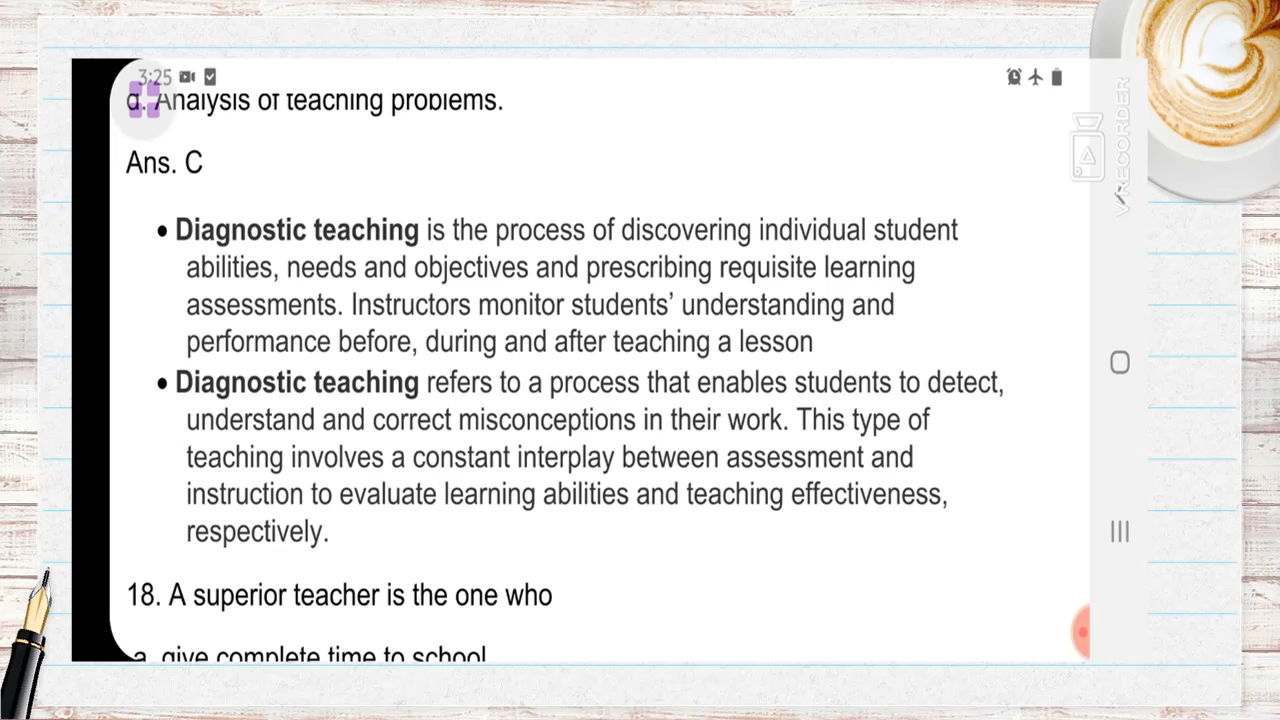 3:25
d. Analysis of teaching problems.
Ans. C
• Diagnostic teaching is the process of discovering individual student
abilities, needs and objectives and prescribing requisite learning
assessments. Instructors monitor students’ understanding and
performance before, during and after teaching a lesson
• Diagnostic teaching refers to a process that enables students to detect,
understand and correct misconceptions in their work. This type of
teaching involves a constant interplay between assessment and
instruction to evaluate learning abilities and teaching effectiveness,
respectively.
18. A superior teacher is the one who
a. give complete time to school
VRECORDER